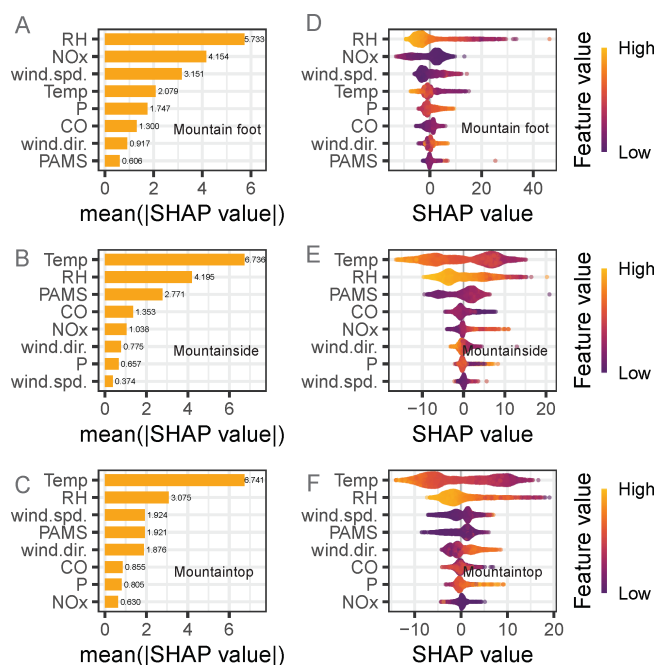 A
RH
NOx
wind.spd.
Temp
P
CO
wind.dir.
PAMS
5.733
4.154
3.151
2.079
1.747
1.300
0.917
0.606
Mountain foot
0 2 4 6
mean(|SHAP value|)
D
RH
NOx
wind.spd.
Temp
P
CO
wind.dir.
PAMS
Mountain foot
0 20 40
SHAP value
High
Low
Feature value
B
Temp
RH
PAMS
CO
NOx
wind.dir.
P
wind.spd.
6.736
4.195
2.771
1.353
1.038
0.775
0.657
0.374
Mountainside
0 2 4 6
mean(|SHAP value|)
E
Temp
RH
PAMS
CO
NOx
wind.dir.
P
wind.spd.
Mountainside
−10 0 10 20
SHAP value
High
Low
Feature value
C
Temp
RH
wind.spd.
PAMS
wind.dir.
CO
P
NOx
6.741
3.075
1.924
1.921
1.876
0.855
0.805
0.630
Mountaintop
0 2 4 6
mean(|SHAP value|)
F
Temp
RH
wind.spd.
PAMS
wind.dir.
CO
P
NOx
Mountaintop
−10 0 10 20
SHAP value
High
Low
Feature value